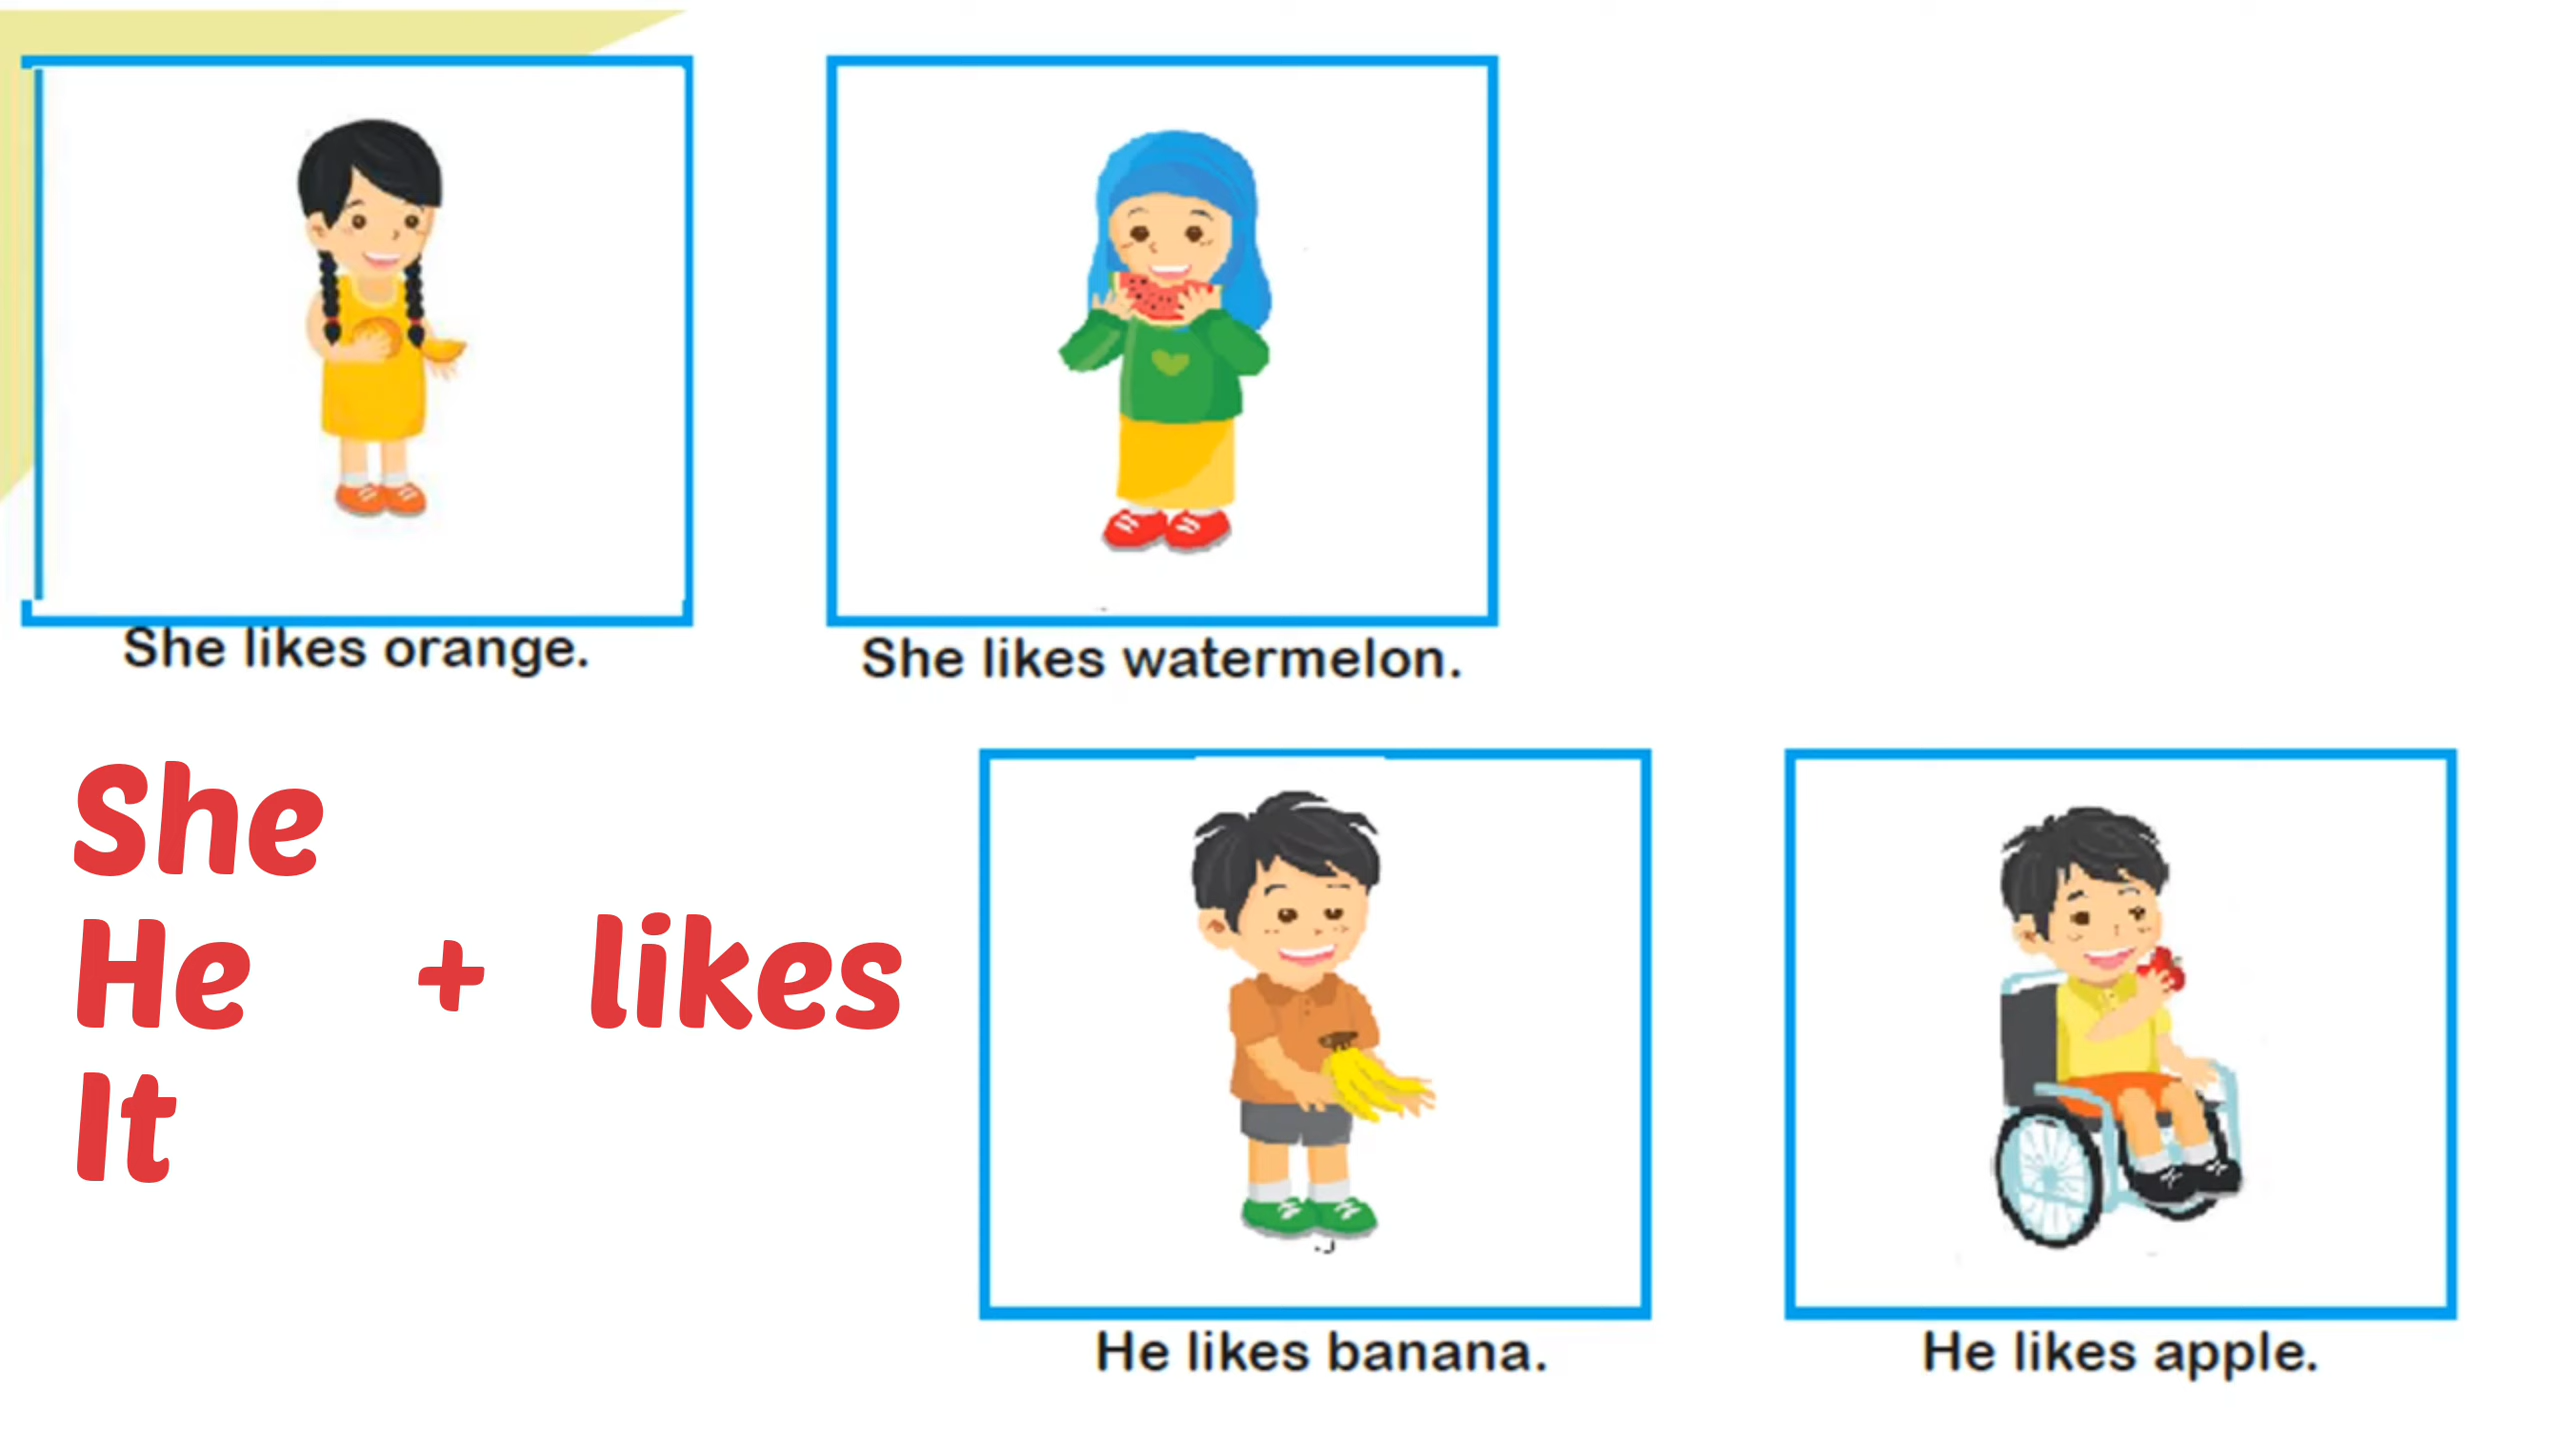 She likes orange.
She likes watermelon.
She
He + likes
It
He likes banana.
He likes apple.